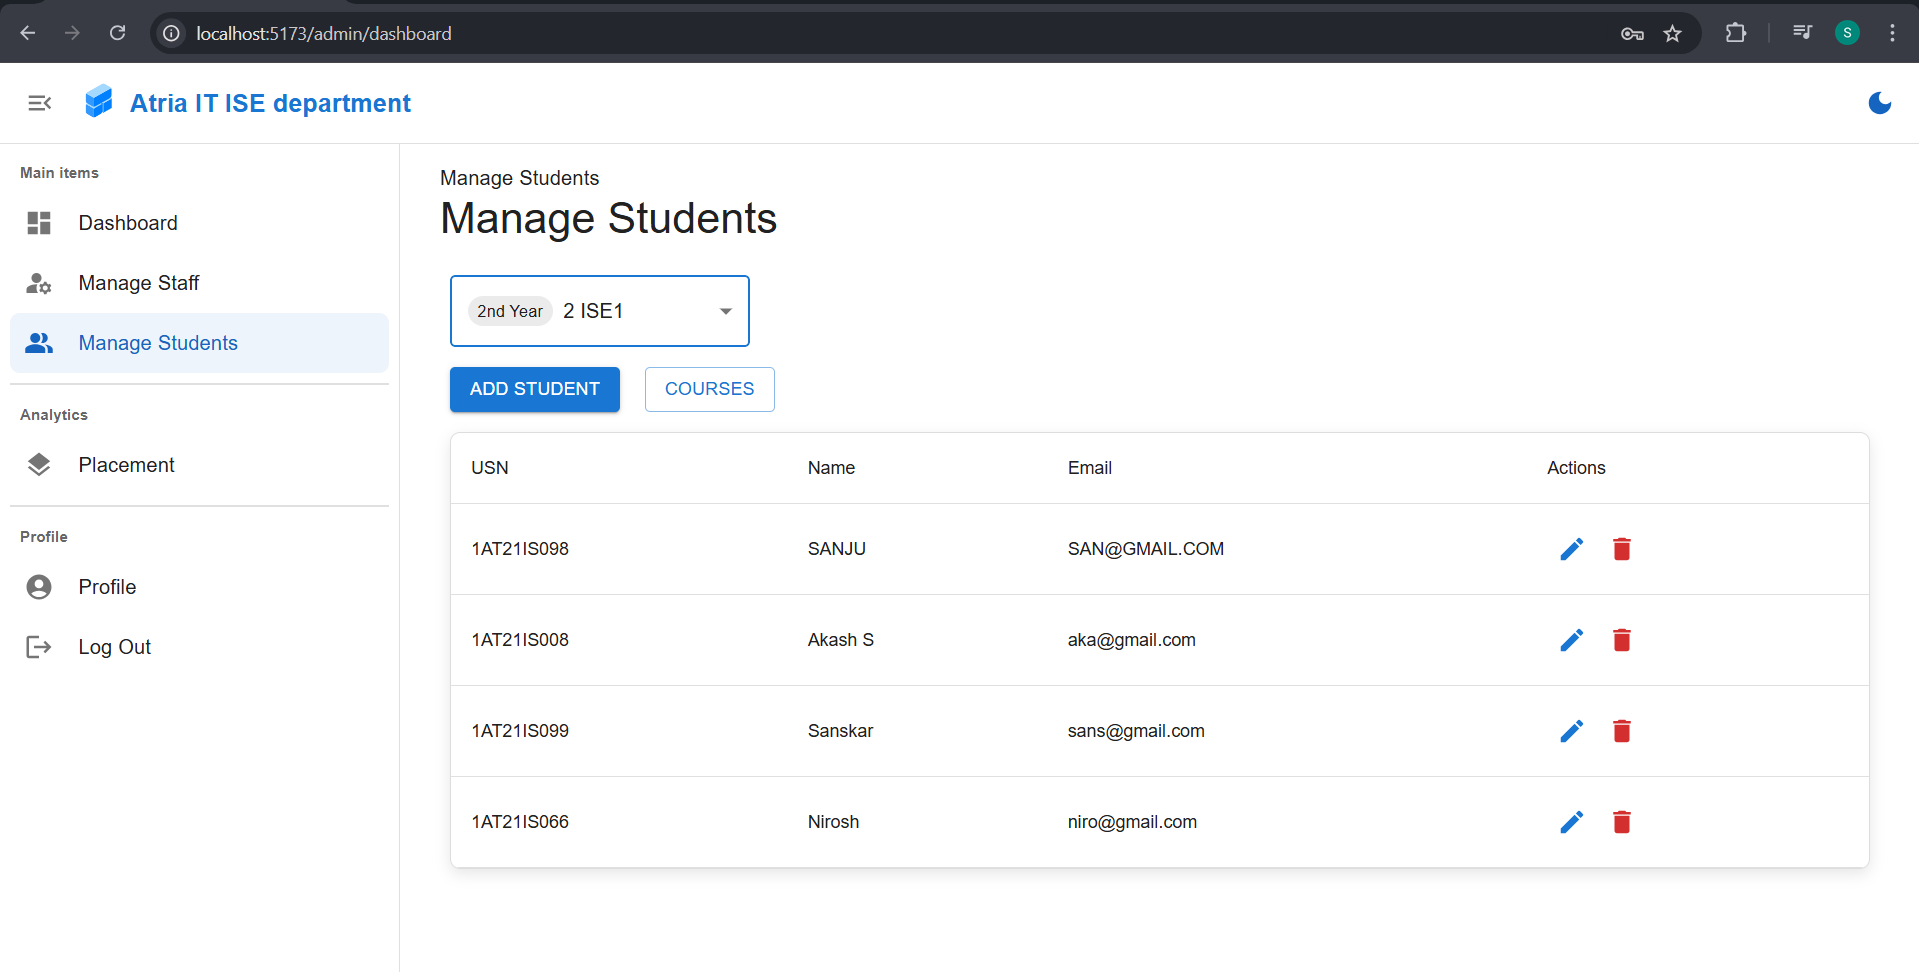 localhost:5173/admin/dashboard
S
Atria IT ISE department
Main items
Dashboard
Manage Staff
Manage Students
Analytics
Placement
Profile
Profile
Log Out
Manage Students
Manage Students
2nd Year 2 ISE1
ADD STUDENT COURSES
USN Name Email Actions
1AT21IS098 SANJU SAN@GMAIL.COM
1AT21IS008 Akash S aka@gmail.com
1AT21IS099 Sanskar sans@gmail.com
1AT21IS066 Nirosh niro@gmail.com